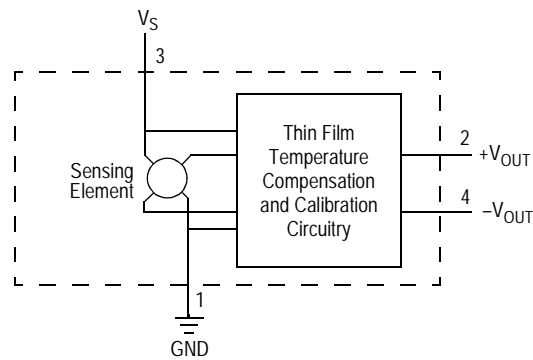 V_S
3
Thin Film
Temperature
Compensation
and Calibration
Circuitry
Sensing
Element
2
+V_OUT
4
–V_OUT
1
GND